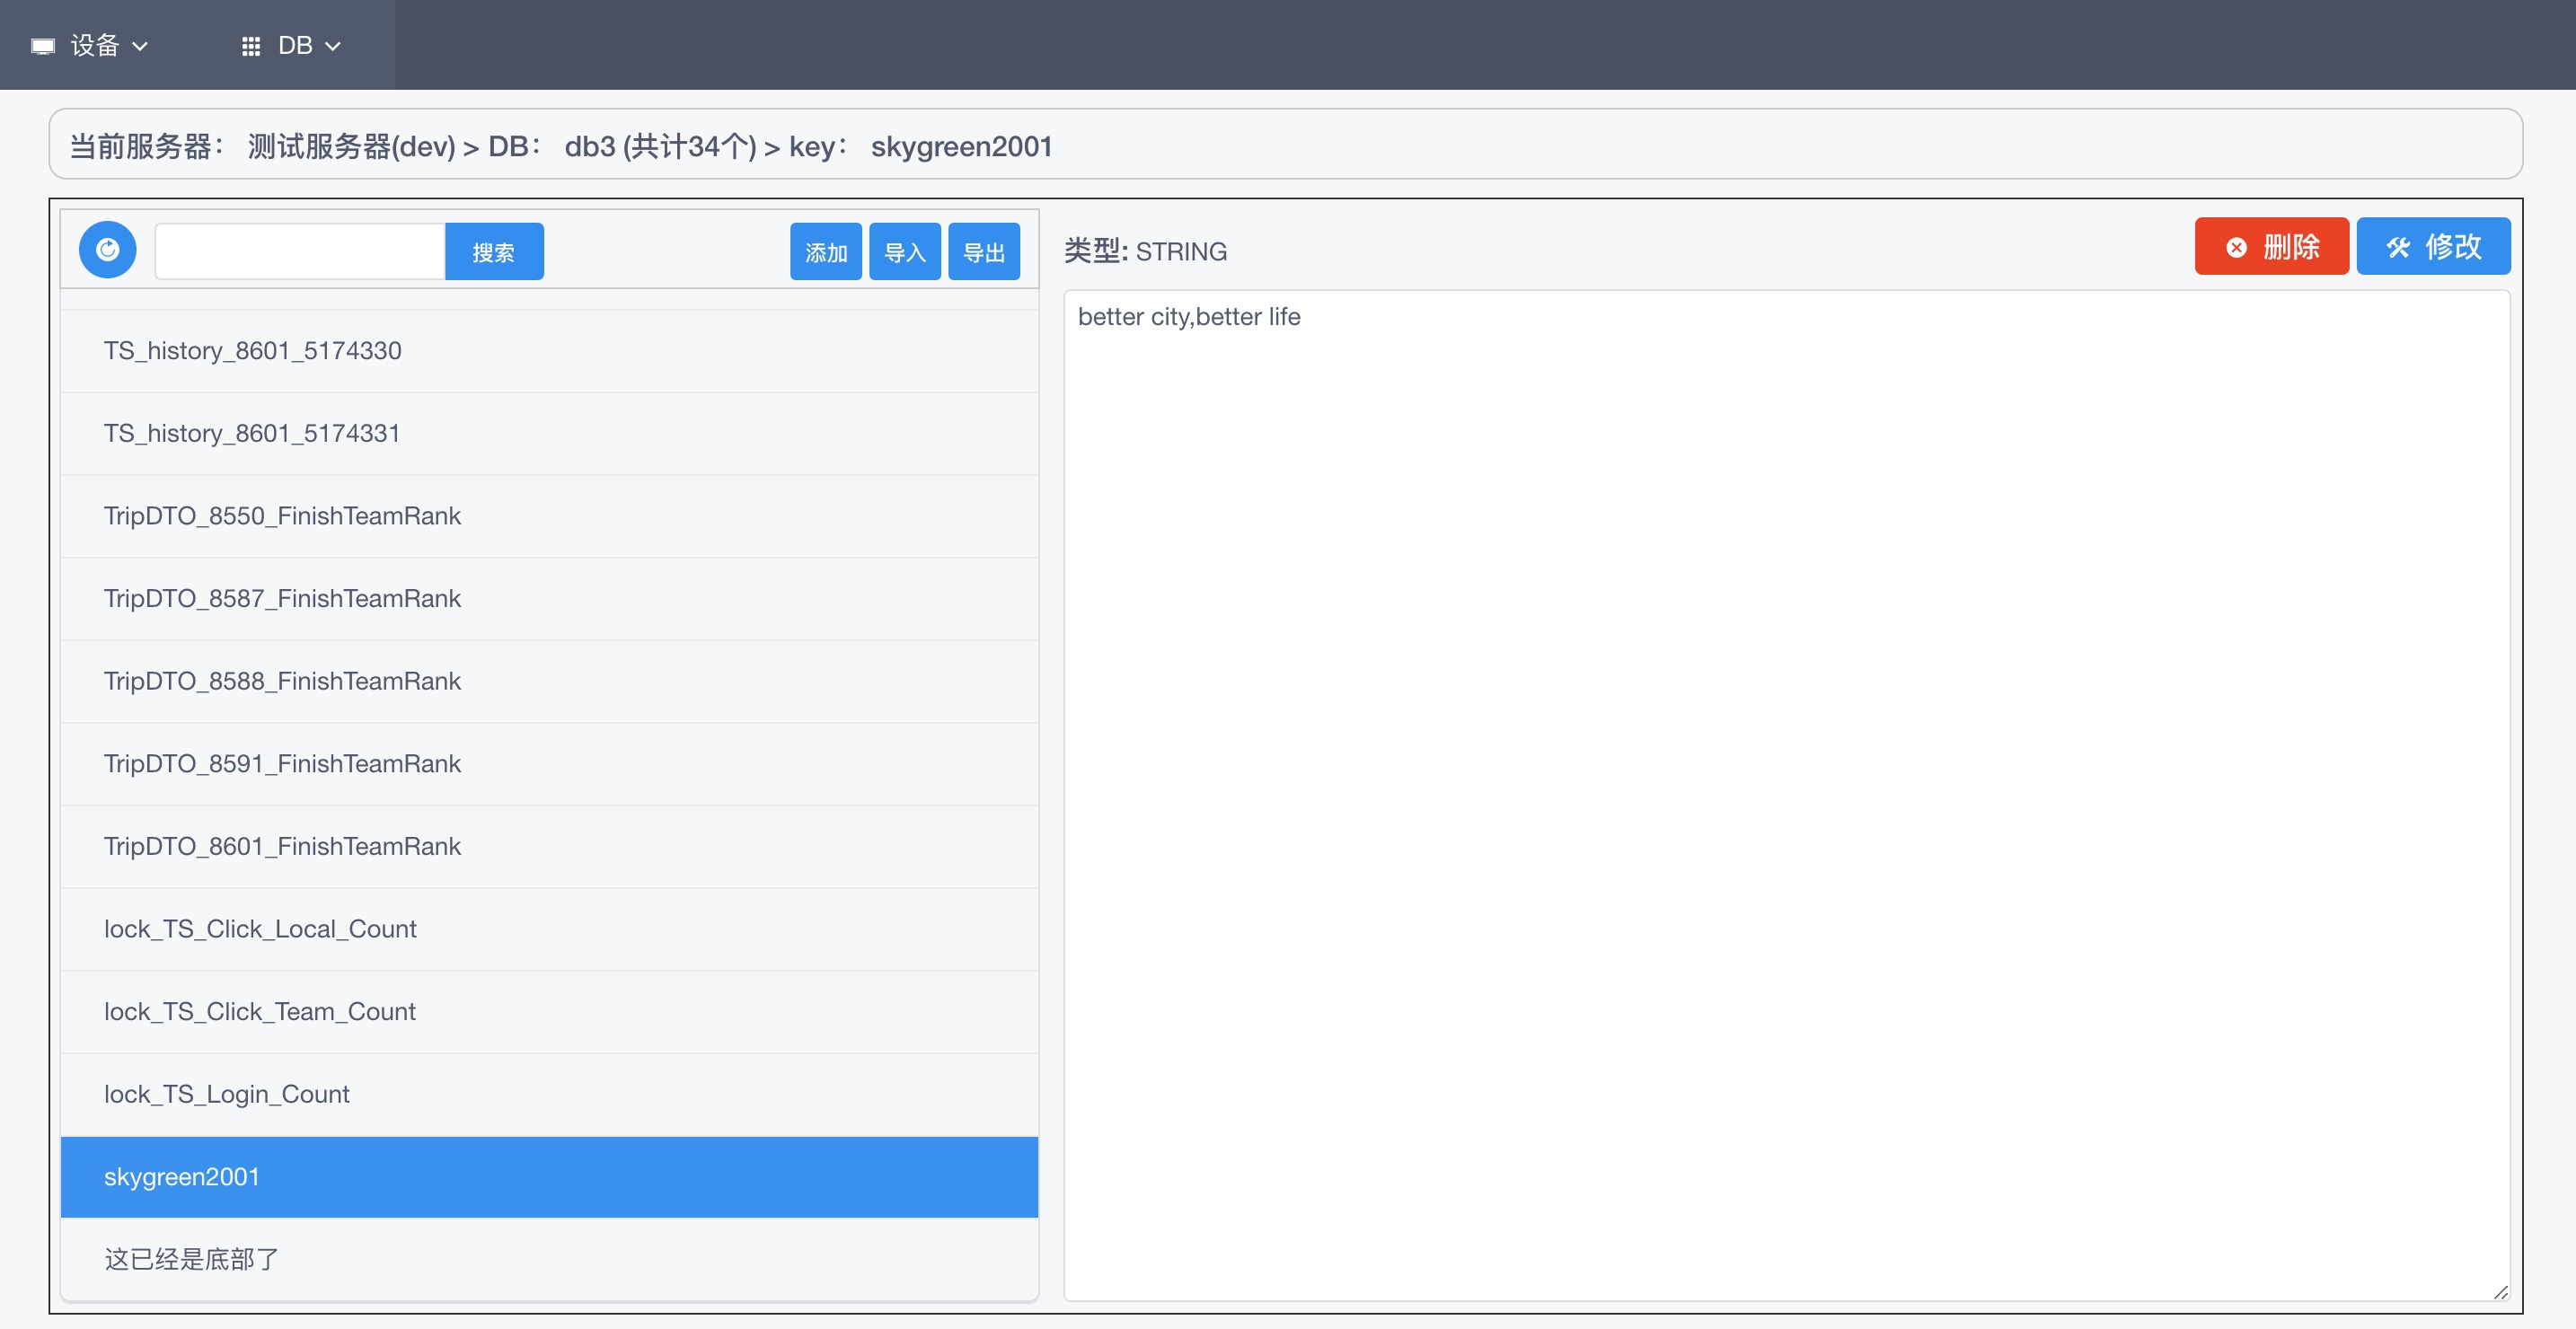 设备 DB
当前服务器： 测试服务器(dev) > DB： db3 (共计34个) > key： skygreen2001
搜索 添加 导入 导出
类型: STRING 删除 修改
better city,better life
TS_history_8601_5174330
TS_history_8601_5174331
TripDTO_8550_FinishTeamRank
TripDTO_8587_FinishTeamRank
TripDTO_8588_FinishTeamRank
TripDTO_8591_FinishTeamRank
TripDTO_8601_FinishTeamRank
lock_TS_Click_Local_Count
lock_TS_Click_Team_Count
lock_TS_Login_Count
skygreen2001
这已经是底部了